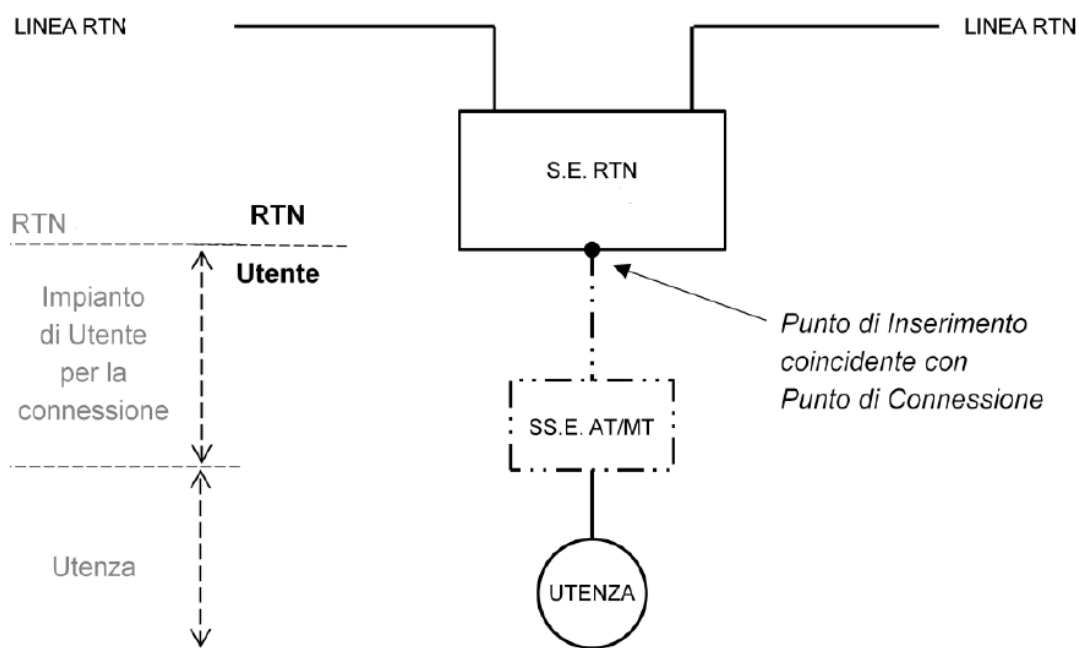 LINEA RTN
LINEA RTN
S.E. RTN
RTN
RTN
Utente
Impianto
di Utente
per la
connessione
Punto di Inserimento
coincidente con
Punto di Connessione
SS.E. AT/MT
Utenza
UTENZA